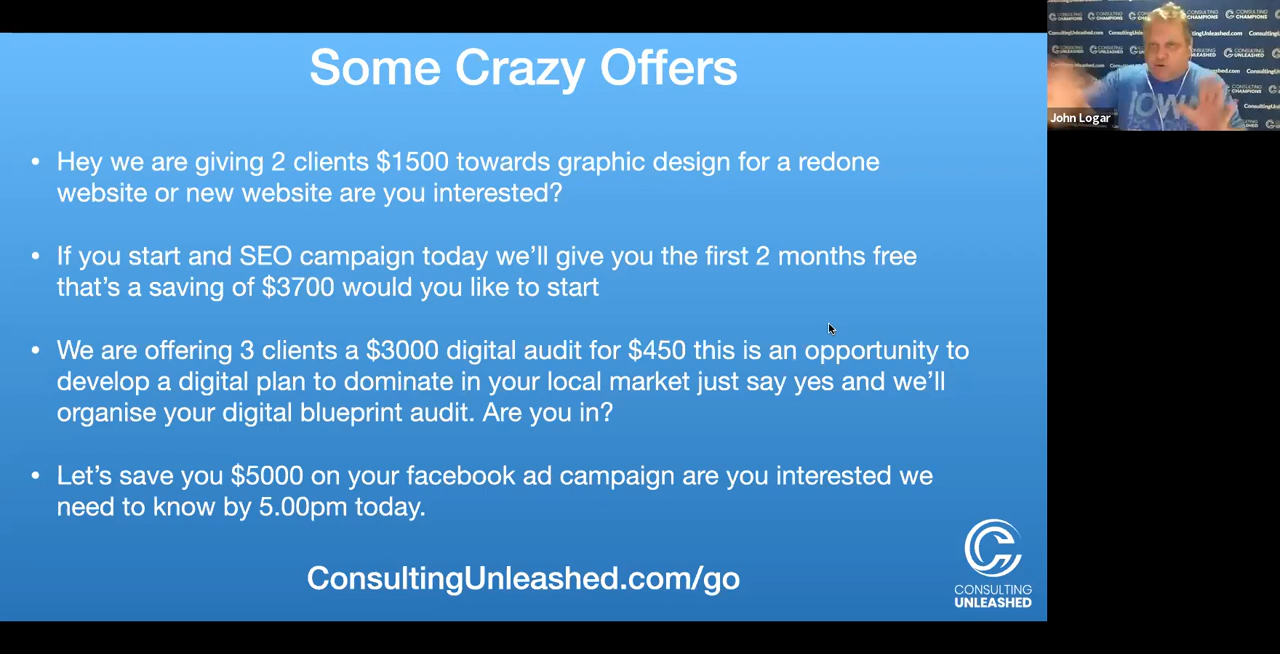 Some Crazy Offers
• Hey we are giving 2 clients $1500 towards graphic design for a redone
website or new website are you interested?
• If you start and SEO campaign today we'll give you the first 2 months free
that's a saving of $3700 would you like to start
• We are offering 3 clients a $3000 digital audit for $450 this is an opportunity to
develop a digital plan to dominate in your local market just say yes and we'll
organise your digital blueprint audit. Are you in?
• Let's save you $5000 on your facebook ad campaign are you interested we
need to know by 5.00pm today.
ConsultingUnleashed.com/go
CONSULTING
UNLEASHED
John Logar